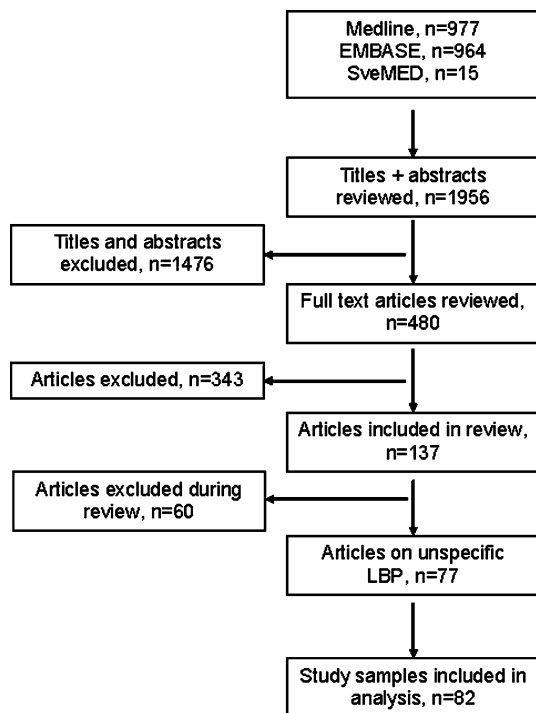 Medline, n=977
EMBASE, n=964
SveMED, n=15
Titles + abstracts
reviewed, n=1956
Titles and abstracts
excluded, n=1476
Full text articles reviewed,
n=480
Articles excluded, n=343
Articles included in review,
n=137
Articles excluded during
review, n=60
Articles on unspecific
LBP, n=77
Study samples included in
analysis, n=82